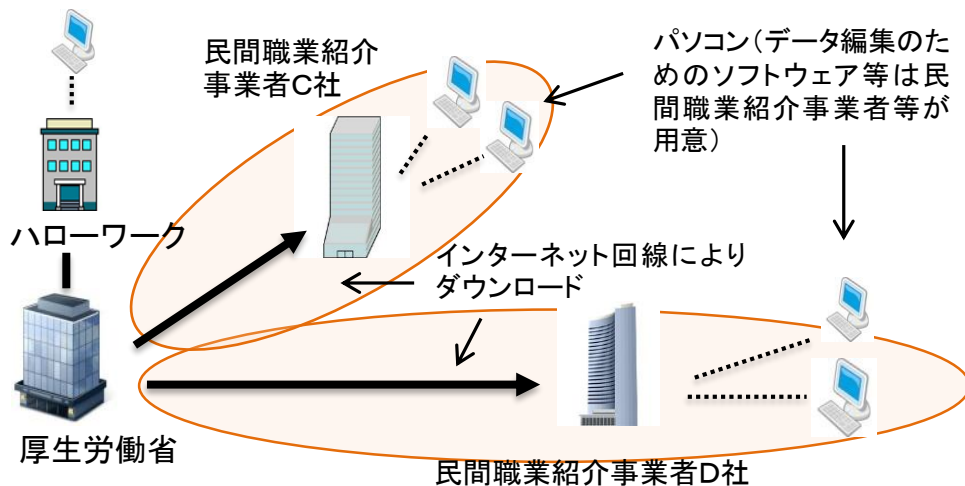 民間職業紹介
事業者C社
パソコン（データ編集のた
めのソフトウェア等は民
間職業紹介事業者等が
用意）
ハローワーク
インターネット回線により
ダウンロード
厚生労働省
民間職業紹介事業者D社